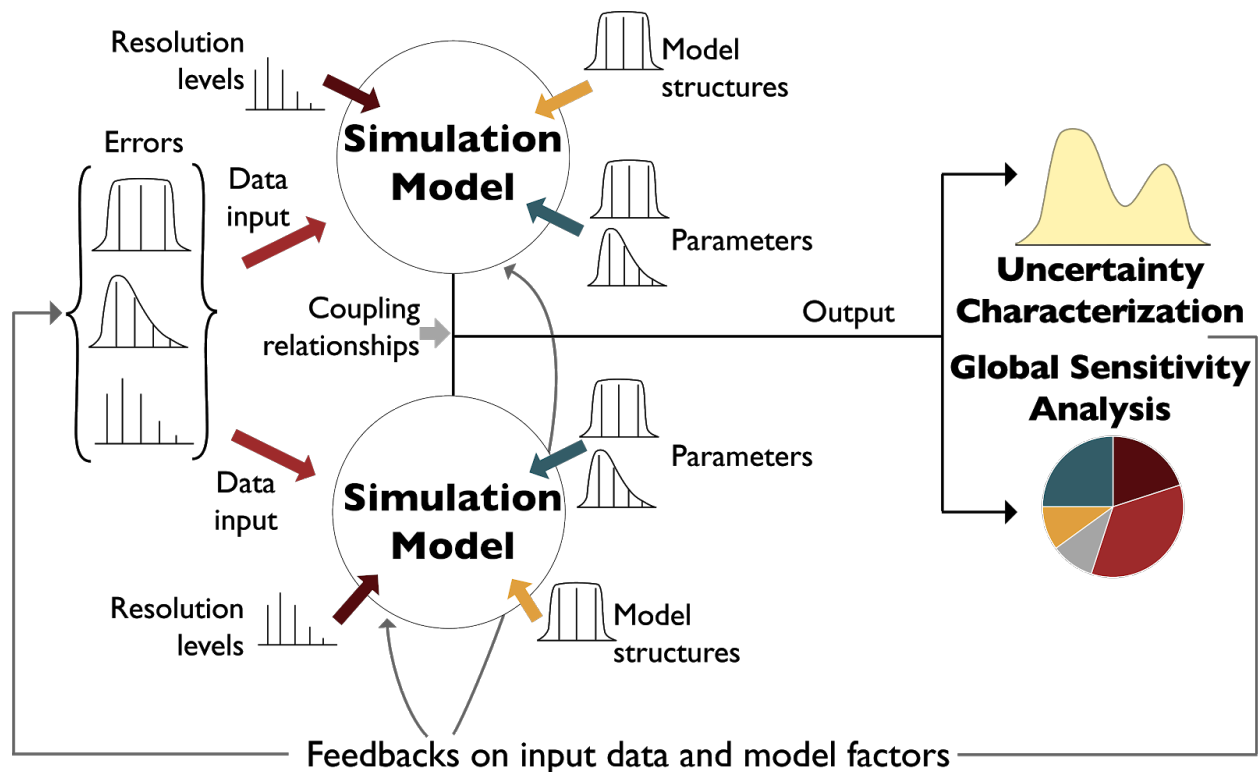 Resolution
levels
Model
structures
Simulation
Model
Errors
Data
input
Parameters
Coupling
relationships
Output
Uncertainty
Characterization
Global Sensitivity
Analysis
Parameters
Data
input
Simulation
Model
Resolution
levels
Model
structures
Feedbacks on input data and model factors